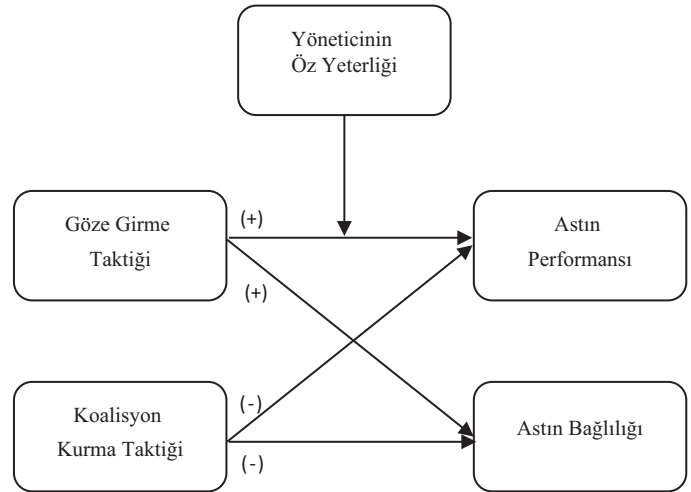 Yöneticinin
Öz Yeterliği
Göze Girme
Taktiği
(+)
(+)
Astın
Performansı
Koalisyon
Kurma Taktiği
(-)
(-)
Astın Bağlılığı